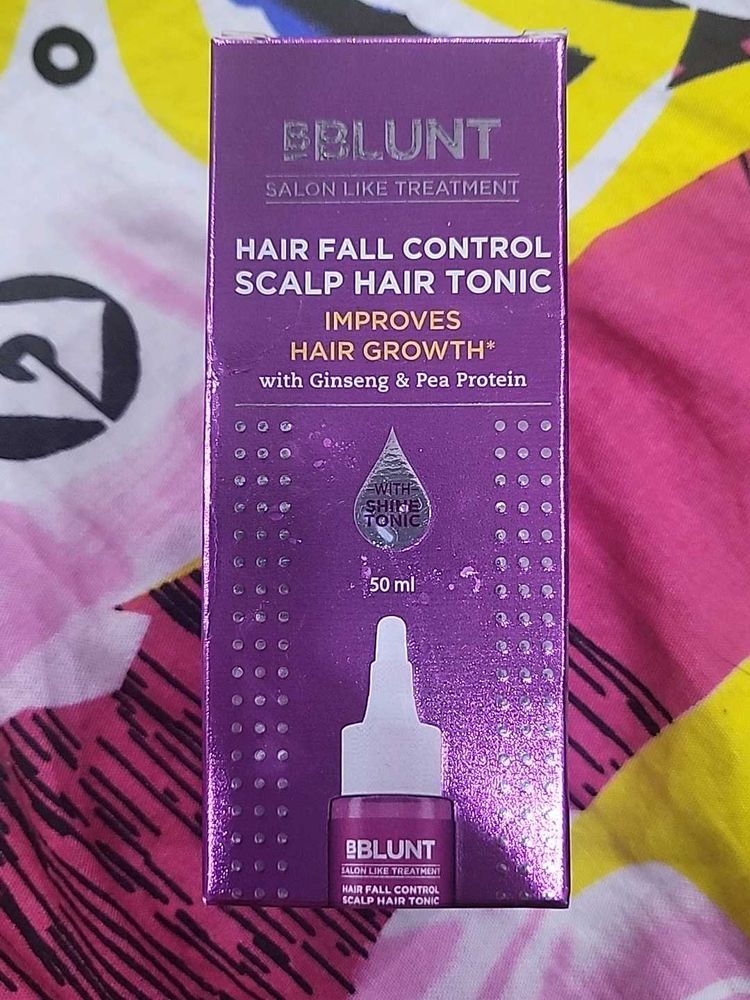 BBLUNT
SALON LIKE TREATMENT
HAIR FALL CONTROL
SCALP HAIR TONIC
IMPROVES
HAIR GROWTH*
with Ginseng & Pea Protein
WITH
SHINE
TONIC
50 ml
BBLUNT
SALON LIKE TREATMENT
HAIR FALL CONTROL
SCALP HAIR TONIC